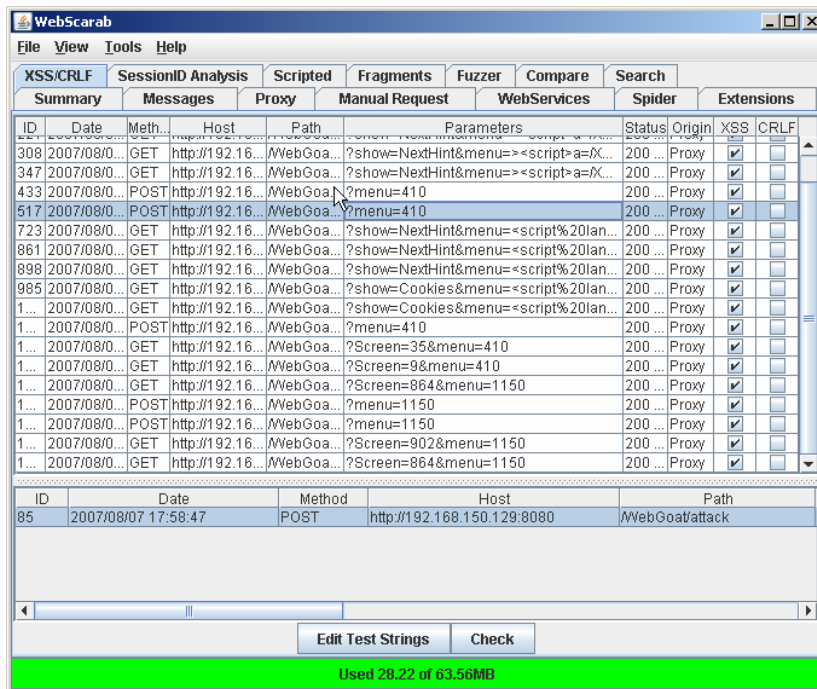 WebScarab
File View Tools Help
XSS/CRLF SessionID Analysis Scripted Fragments Fuzzer Compare Search
Summary Messages Proxy Manual Request WebServices Spider Extensions
ID Date Meth... Host Path Parameters Status Origin XSS CRLF
308 2007/08/0... GET http://192.16... /WebGoa... ?show=NextHint&menu=><script>a=/X... 200 ... Proxy
347 2007/08/0... GET http://192.16... /WebGoa... ?show=NextHint&menu=><script>a=/X... 200 ... Proxy
433 2007/08/0... POST http://192.16... /WebGoa... ?menu=410 200 ... Proxy
517 2007/08/0... POST http://192.16... /WebGoa... ?menu=410 200 ... Proxy
723 2007/08/0... GET http://192.16... /WebGoa... ?show=NextHint&menu=<script%20lan... 200 ... Proxy
861 2007/08/0... GET http://192.16... /WebGoa... ?show=NextHint&menu=<script%20lan... 200 ... Proxy
898 2007/08/0... GET http://192.16... /WebGoa... ?show=NextHint&menu=<script%20lan... 200 ... Proxy
985 2007/08/0... GET http://192.16... /WebGoa... ?show=Cookies&menu=<script%20lan... 200 ... Proxy
1... 2007/08/0... GET http://192.16... /WebGoa... ?show=Cookies&menu=<script%20lan... 200 ... Proxy
1... 2007/08/0... POST http://192.16... /WebGoa... ?menu=410 200 ... Proxy
1... 2007/08/0... GET http://192.16... /WebGoa... ?Screen=35&menu=410 200 ... Proxy
1... 2007/08/0... GET http://192.16... /WebGoa... ?Screen=9&menu=410 200 ... Proxy
1... 2007/08/0... GET http://192.16... /WebGoa... ?Screen=864&menu=1150 200 ... Proxy
1... 2007/08/0... POST http://192.16... /WebGoa... ?menu=1150 200 ... Proxy
1... 2007/08/0... POST http://192.16... /WebGoa... ?menu=1150 200 ... Proxy
1... 2007/08/0... GET http://192.16... /WebGoa... ?Screen=902&menu=1150 200 ... Proxy
1... 2007/08/0... GET http://192.16... /WebGoa... ?Screen=864&menu=1150 200 ... Proxy
ID Date Method Host Path
85 2007/08/07 17:58:47 POST http://192.168.150.129:8080 /WebGoat/attack
Edit Test Strings Check
Used 28.22 of 63.56MB